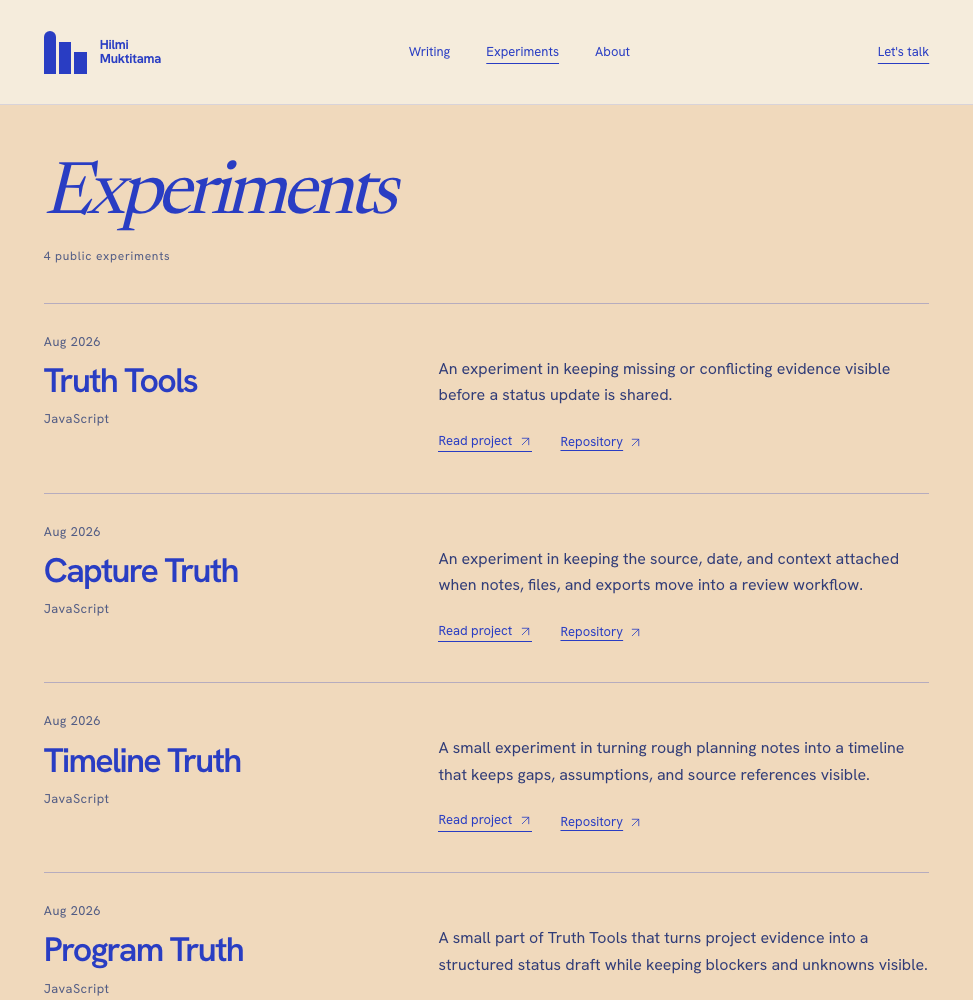 Hilmi
Muktitama
Writing
Experiments
About
Let's talk
Experiments
4 public experiments
Aug 2026
Truth Tools
JavaScript
An experiment in keeping missing or conflicting evidence visible
before a status update is shared.
Read project
Repository
Aug 2026
Capture Truth
JavaScript
An experiment in keeping the source, date, and context attached
when notes, files, and exports move into a review workflow.
Read project
Repository
Aug 2026
Timeline Truth
JavaScript
A small experiment in turning rough planning notes into a timeline
that keeps gaps, assumptions, and source references visible.
Read project
Repository
Aug 2026
Program Truth
JavaScript
A small part of Truth Tools that turns project evidence into a
structured status draft while keeping blockers and unknowns visible.